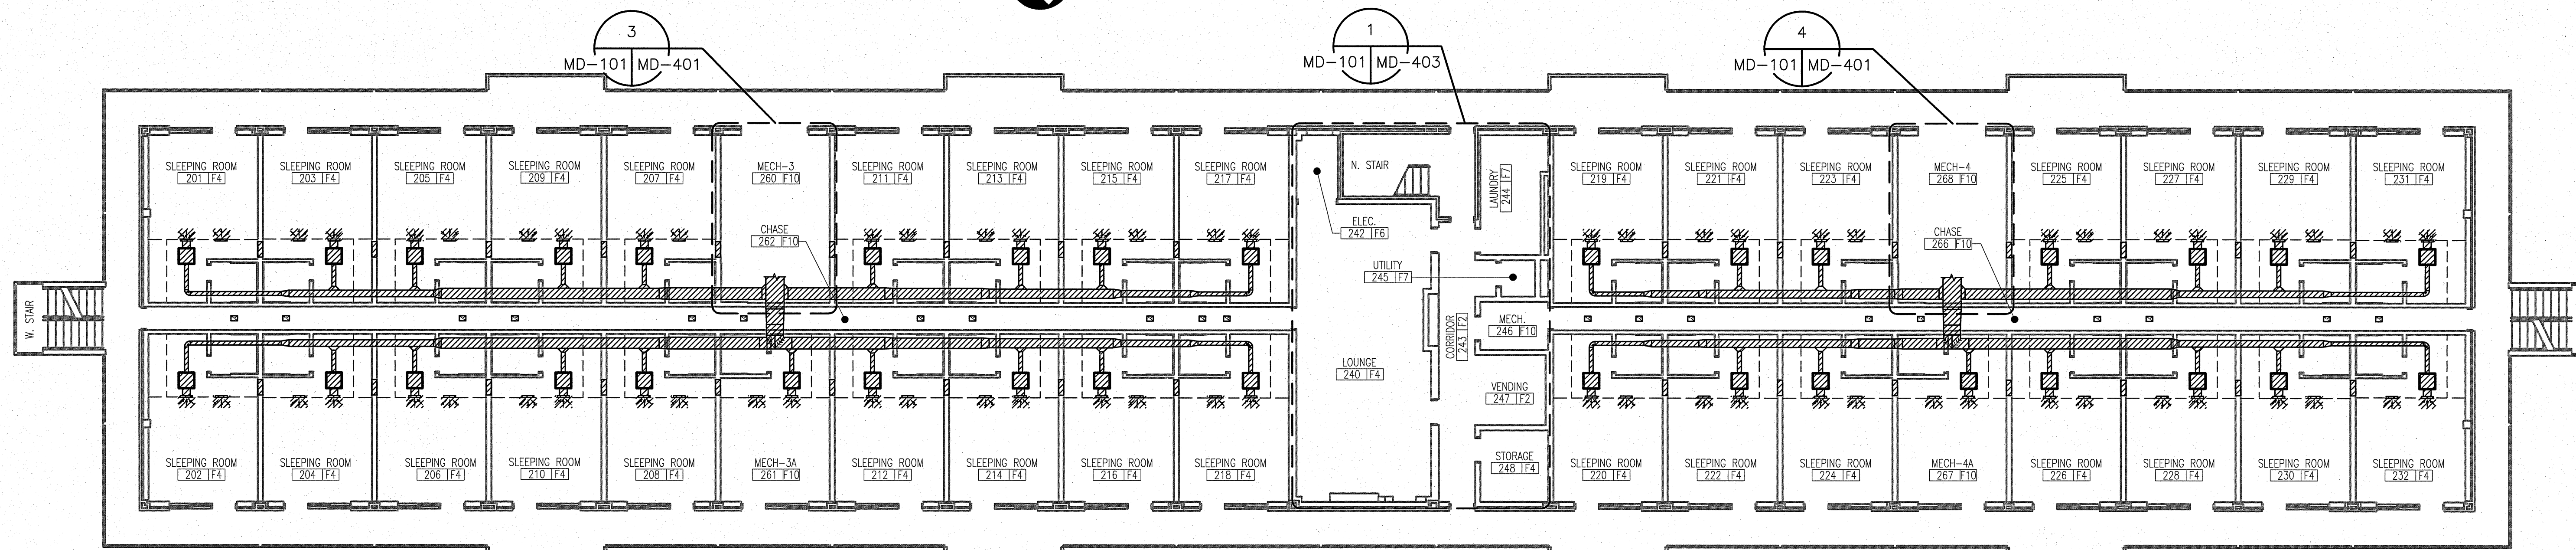 3
MD-101 MD-401
1
MD-101 MD-403
4
MD-101 MD-401
SLEEPING ROOM
201 F4
SLEEPING ROOM
203 F4
SLEEPING ROOM
205 F4
SLEEPING ROOM
209 F4
SLEEPING ROOM
207 F4
MECH-3
260 F10
SLEEPING ROOM
211 F4
SLEEPING ROOM
213 F4
SLEEPING ROOM
215 F4
SLEEPING ROOM
217 F4
N. STAIR
LAUNDRY
244 F7
SLEEPING ROOM
219 F4
SLEEPING ROOM
221 F4
SLEEPING ROOM
223 F4
MECH-4
268 F10
SLEEPING ROOM
225 F4
SLEEPING ROOM
227 F4
SLEEPING ROOM
229 F4
SLEEPING ROOM
231 F4
CHASE
262 F10
ELEC.
242 F6
CHASE
266 F10
UTILITY
245 F7
W. STAIR
CORRIDOR
243 F2
MECH.
246 F10
LOUNGE
240 F4
VENDING
247 F2
STORAGE
248 F4
SLEEPING ROOM
202 F4
SLEEPING ROOM
204 F4
SLEEPING ROOM
206 F4
SLEEPING ROOM
210 F4
SLEEPING ROOM
208 F4
MECH-3A
261 F10
SLEEPING ROOM
212 F4
SLEEPING ROOM
214 F4
SLEEPING ROOM
216 F4
SLEEPING ROOM
218 F4
SLEEPING ROOM
220 F4
SLEEPING ROOM
222 F4
SLEEPING ROOM
224 F4
MECH-4A
267 F10
SLEEPING ROOM
226 F4
SLEEPING ROOM
228 F4
SLEEPING ROOM
230 F4
SLEEPING ROOM
232 F4